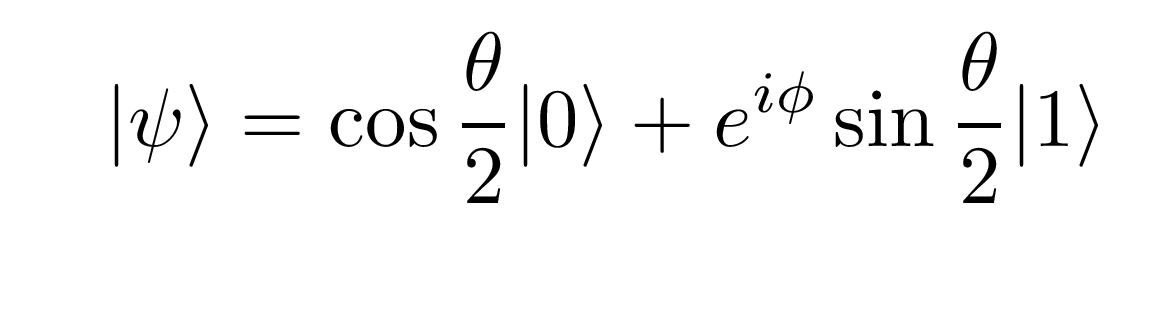 |ψ⟩ = cos θ/2 |0⟩ + e^{iϕ} sin θ/2 |1⟩